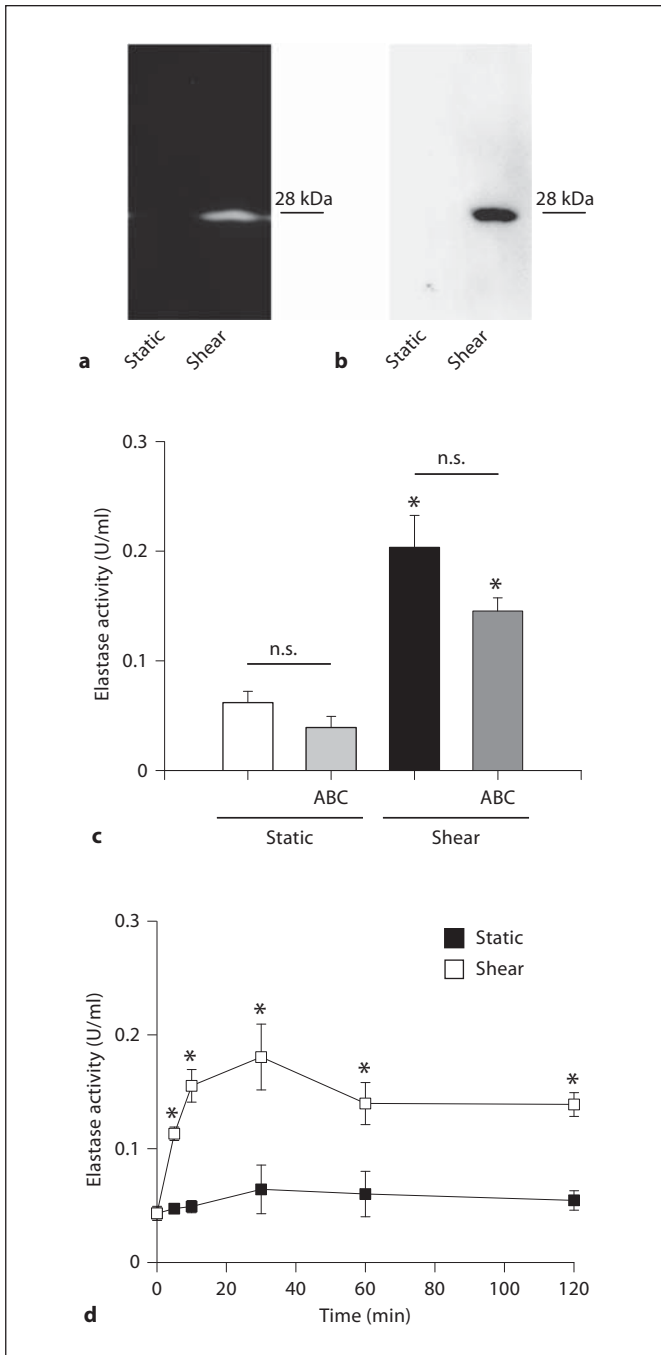 28 kDa 28 kDa
Static Shear Static Shear
a b
0.3
n.s.
*
0.2
*
Elastase activity (U/ml)
n.s.
0.1
0
ABC ABC
Static Shear
c
0.3
Static
Shear
*
0.2
*
*
*
*
Elastase activity (U/ml)
0.1
0
0 20 40 60 80 100 120
Time (min)
d